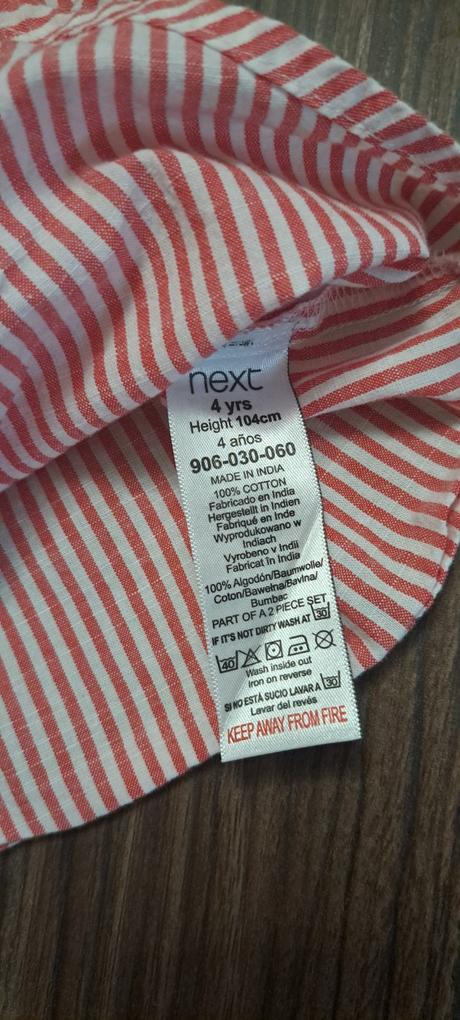 next
4 yrs
Height 104cm
4 años
906-030-060
MADE IN INDIA
100% COTTON
Fabricado en India
Hergestellt in Indien
Fabriqué en Inde
Wyprodukowano w
Indiach
Vyrobeno v Indii
Fabricat în India
100% Algodón/Baumwolle/
Coton/Bawełna/Bavlna/
Bumbac
PART OF A 2 PIECE SET
IF IT'S NOT DIRTY WASH AT 30
40
Wash inside out
Iron on reverse
SI NO ESTÁ SUCIO LAVAR A 30
Lavar del revés
KEEP AWAY FROM FIRE